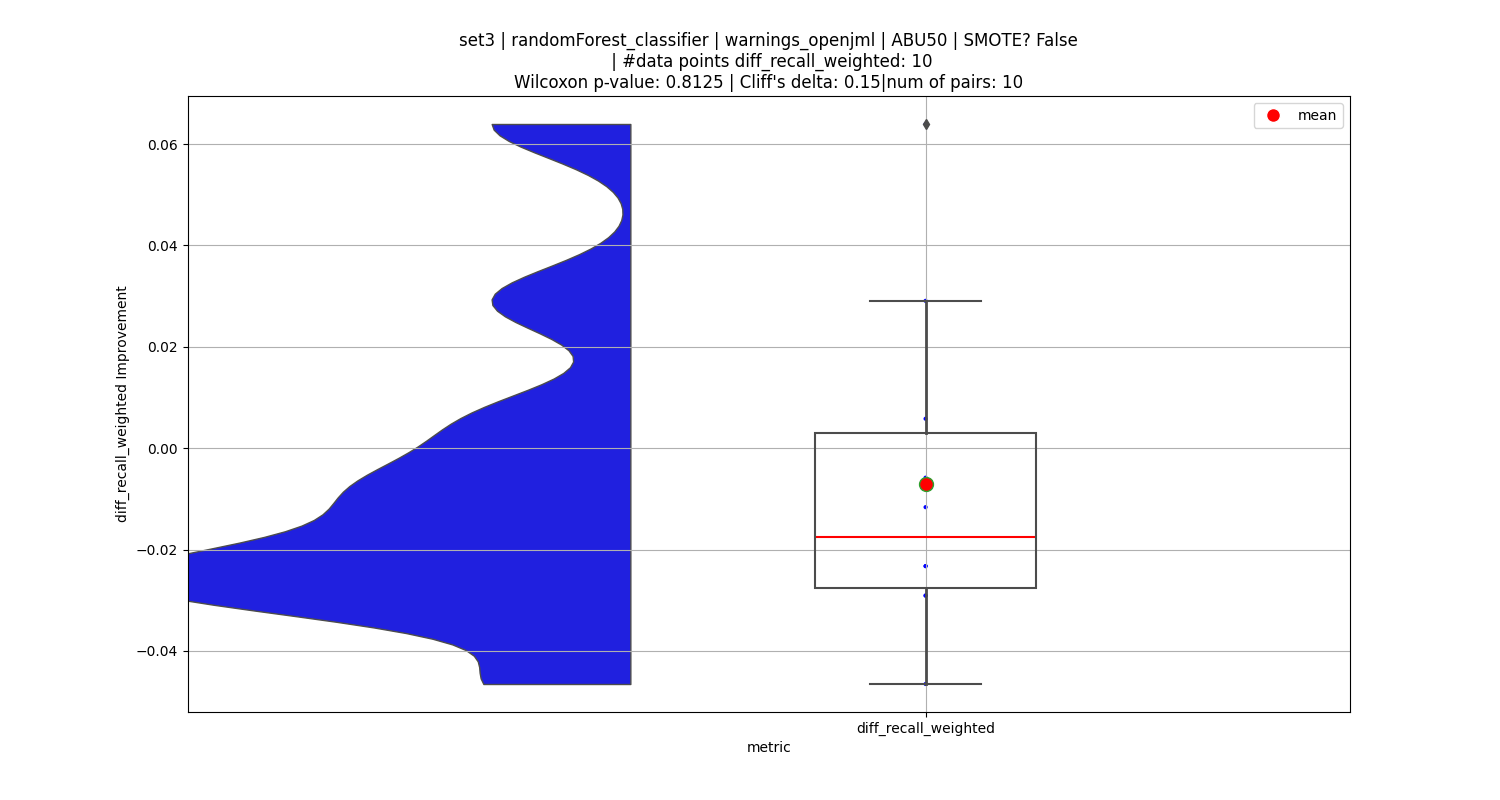 set3 | randomForest_classifier | warnings_openjml | ABU50 | SMOTE? False
| #data points diff_recall_weighted: 10
Wilcoxon p-value: 0.8125 | Cliff's delta: 0.15|num of pairs: 10
mean
0.06
0.04
0.02
0.00
−0.02
−0.04
diff_recall_weighted Improvement
diff_recall_weighted
metric